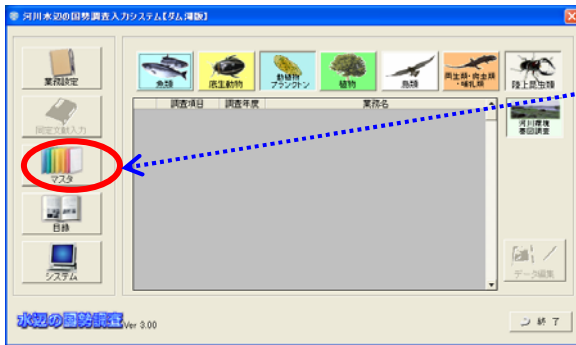 河川水辺の国勢調査入力システム【ダム湖版】
業務設定
同定文献入力
マスタ
目録
システム
魚類
底生動物
動植物
プランクトン
植物
鳥類
両生類・爬虫類
・哺乳類
陸上昆虫類
調査項目 調査年度 業務名
河川環境
基図調査
データ編集
水辺の国勢調査 Ver 3.00
終 了